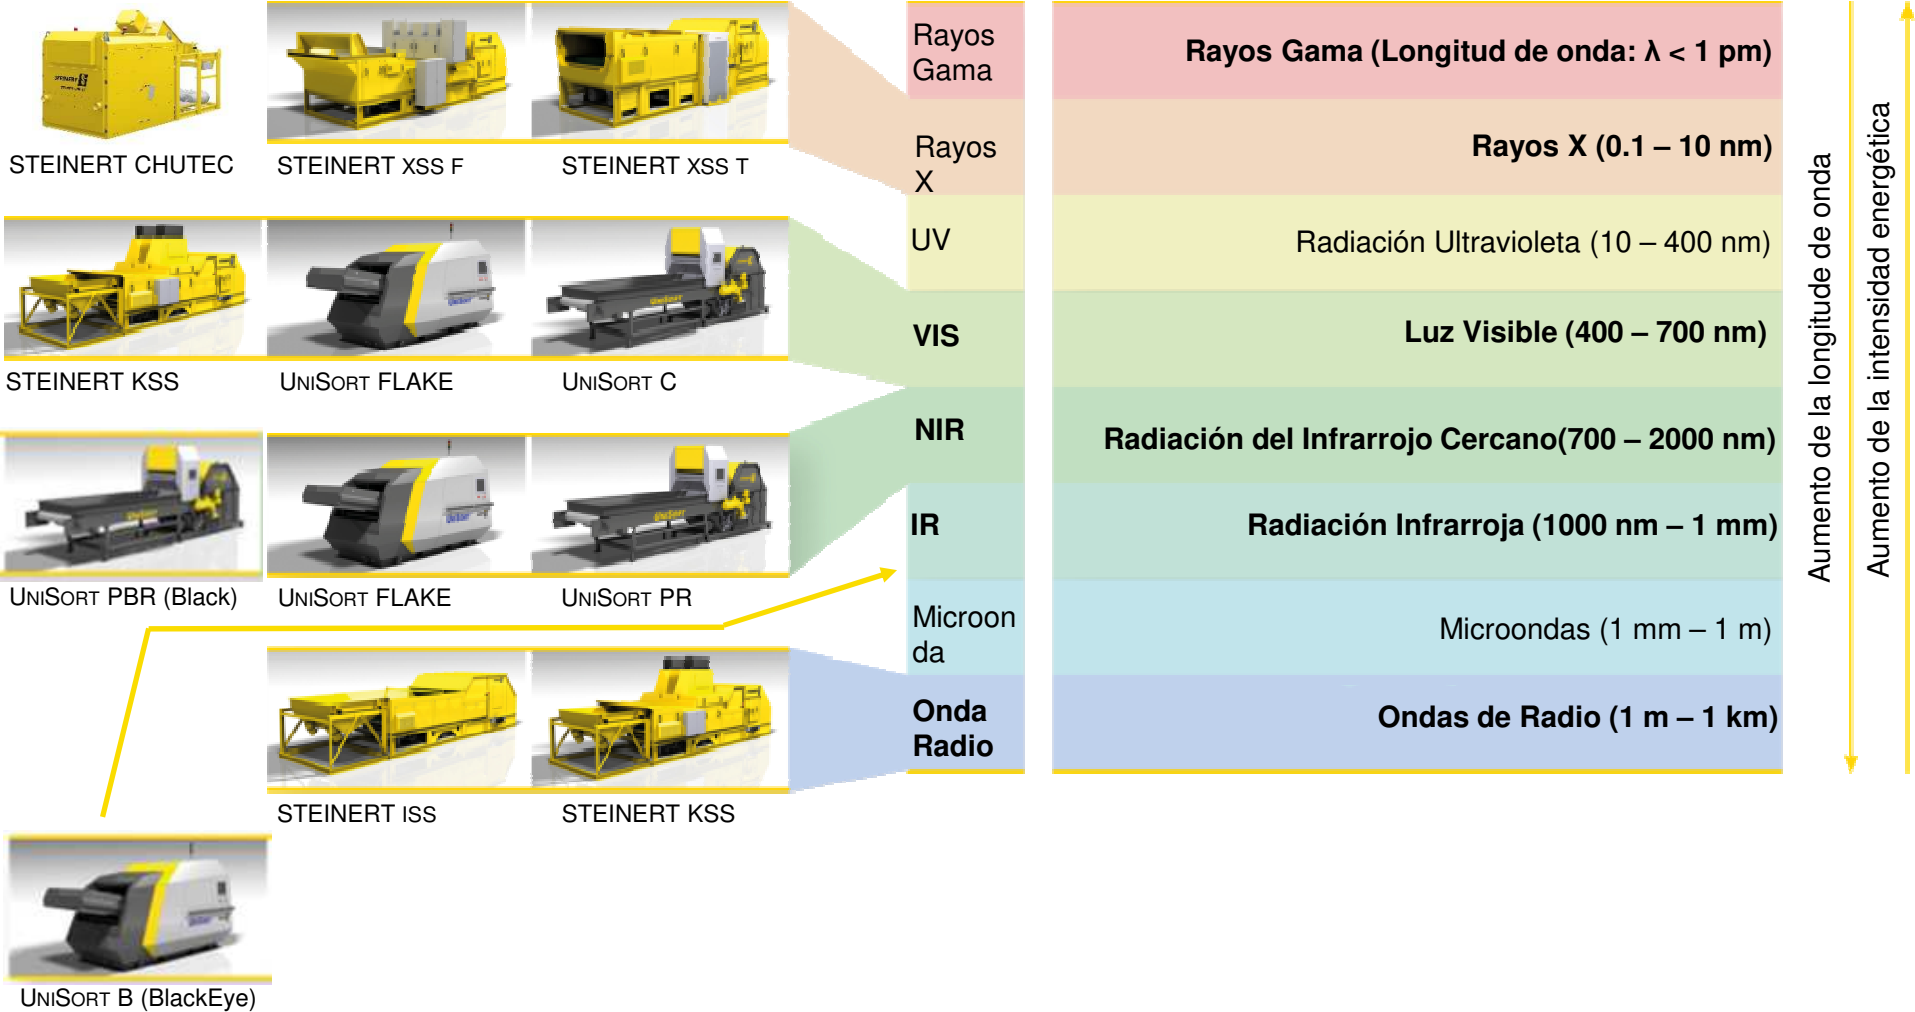 STEINERT CHUTEC
STEINERT XSS F
STEINERT XSS T
STEINERT KSS
UNISORT FLAKE
UNISORT C
UNISORT PBR (Black)
UNISORT FLAKE
UNISORT PR
STEINERT ISS
STEINERT KSS
UNISORT B (BlackEye)
Rayos
Gama
Rayos
X
UV
VIS
NIR
IR
Microon
da
Onda
Radio
Rayos Gama (Longitud de onda: λ < 1 pm)
Rayos X (0.1 – 10 nm)
Radiación Ultravioleta (10 – 400 nm)
Luz Visible (400 – 700 nm)
Radiación del Infrarrojo Cercano(700 – 2000 nm)
Radiación Infrarroja (1000 nm – 1 mm)
Microondas (1 mm – 1 m)
Ondas de Radio (1 m – 1 km)
Aumento de la longitude de onda
Aumento de la intensidad energética